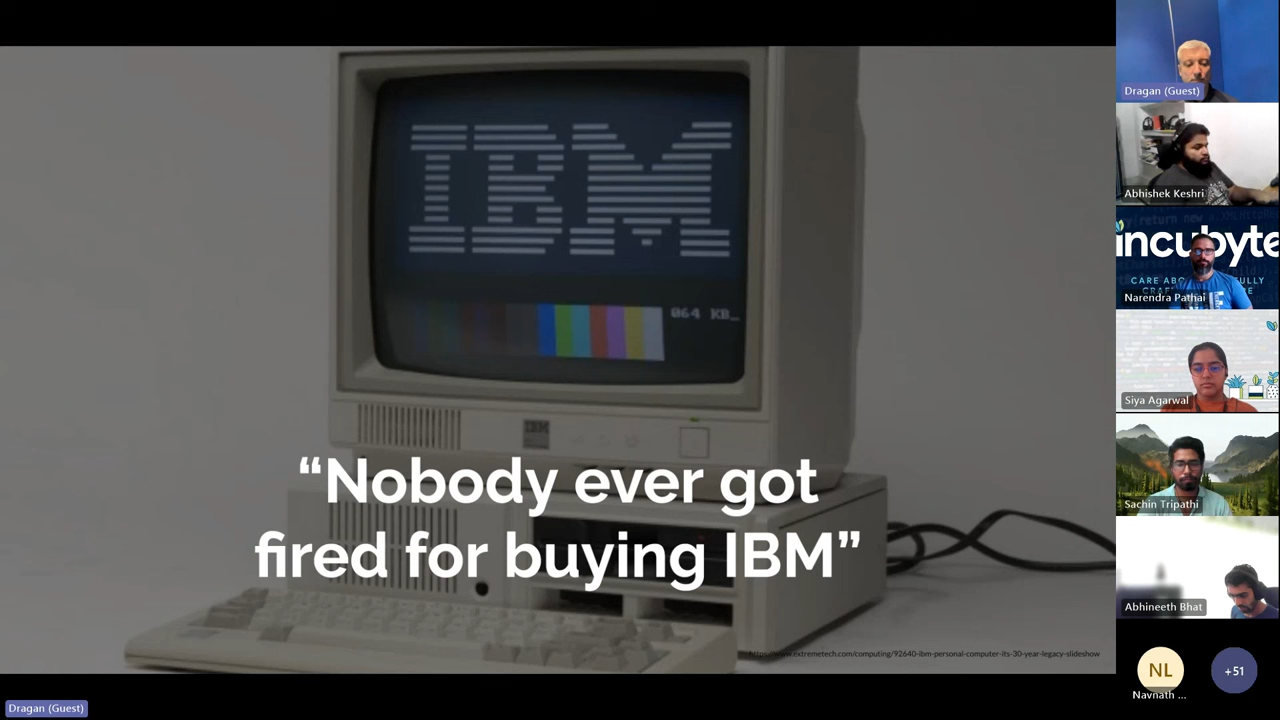 IBM
064 KB_
IBM
“Nobody ever got
fired for buying IBM”
https://www.extremetech.com/computing/92640-ibm-personal-computer-its-30-year-legacy-slideshow
Dragan (Guest)
Dragan (Guest)
Abhishek Keshri
incubyte
Narendra Pathai
Siya Agarwal
Sachin Tripathi
Abhineeth Bhat
NL
Navnath ...
+51